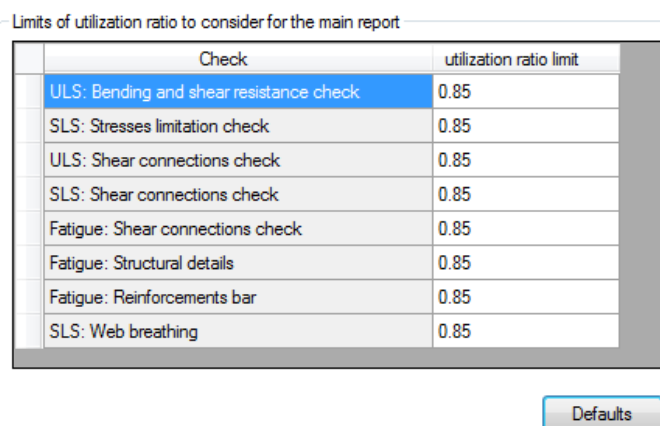 Limits of utilization ratio to consider for the main report
Check utilization ratio limit
ULS: Bending and shear resistance check 0.85
SLS: Stresses limitation check 0.85
ULS: Shear connections check 0.85
SLS: Shear connections check 0.85
Fatigue: Shear connections check 0.85
Fatigue: Structural details 0.85
Fatigue: Reinforcements bar 0.85
SLS: Web breathing 0.85
Defaults